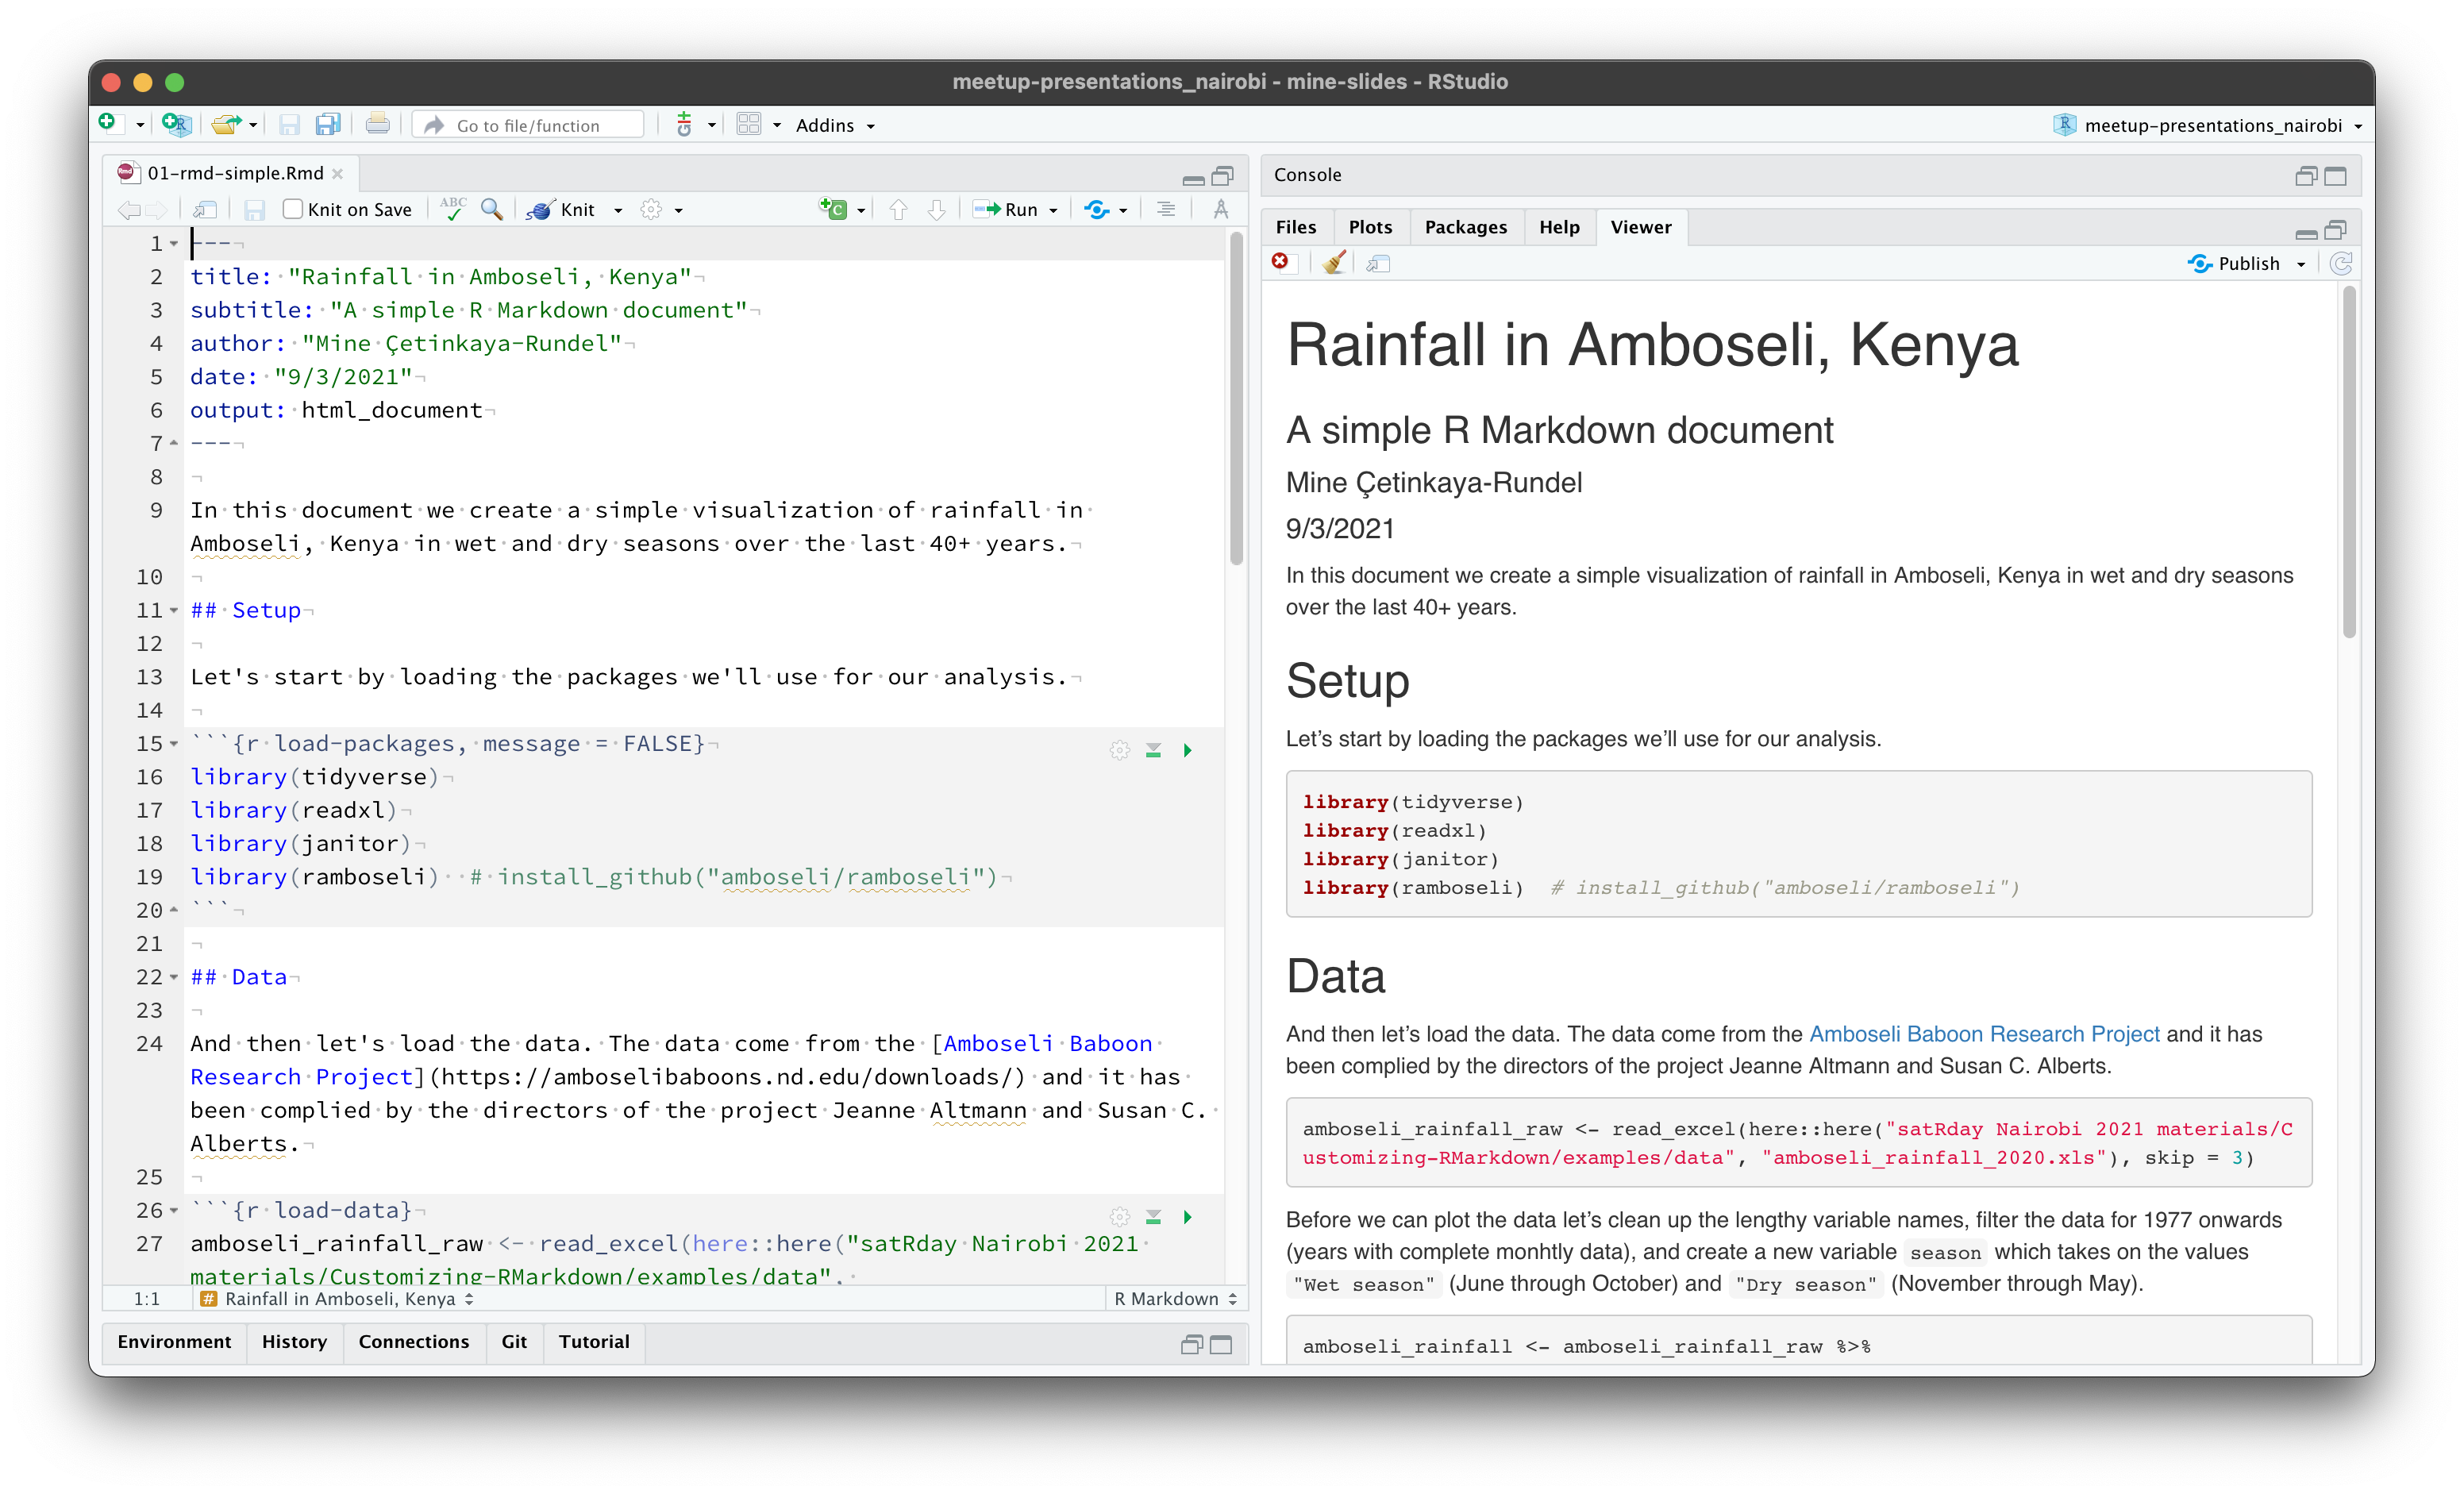 meetup-presentations_nairobi - mine-slides - RStudio
Go to file/function
Addins
meetup-presentations_nairobi
01-rmd-simple.Rmd
Knit on Save
ABC
Knit
Run
1 ---
2 title: "Rainfall in Amboseli, Kenya"
3 subtitle: "A simple R Markdown document"
4 author: "Mine Çetinkaya-Rundel"
5 date: "9/3/2021"
6 output: html_document
7 ---
8
9 In this document we create a simple visualization of rainfall in
Amboseli, Kenya in wet and dry seasons over the last 40+ years.
10
11 ## Setup
12
13 Let's start by loading the packages we'll use for our analysis.
14
15 ```{r load-packages, message = FALSE}
16 library(tidyverse)
17 library(readxl)
18 library(janitor)
19 library(ramboseli)  # install_github("amboseli/ramboseli")
20 ```
21
22 ## Data
23
24 And then let's load the data. The data come from the [Amboseli Baboon
Research Project](https://amboselibaboons.nd.edu/downloads/) and it has
been complied by the directors of the project Jeanne Altmann and Susan C.
Alberts.
25
26 ```{r load-data}
27 amboseli_rainfall_raw <- read_excel(here::here("satRday Nairobi 2021
materials/Customizing-RMarkdown/examples/data",
1:1
# Rainfall in Amboseli, Kenya
R Markdown
Environment
History
Connections
Git
Tutorial
Console
Files
Plots
Packages
Help
Viewer
Publish
Rainfall in Amboseli, Kenya
A simple R Markdown document
Mine Çetinkaya-Rundel
9/3/2021
In this document we create a simple visualization of rainfall in Amboseli, Kenya in wet and dry seasons
over the last 40+ years.
Setup
Let’s start by loading the packages we’ll use for our analysis.
library(tidyverse)
library(readxl)
library(janitor)
library(ramboseli)  # install_github("amboseli/ramboseli")
Data
And then let’s load the data. The data come from the Amboseli Baboon Research Project and it has
been complied by the directors of the project Jeanne Altmann and Susan C. Alberts.
amboseli_rainfall_raw <- read_excel(here::here("satRday Nairobi 2021 materials/C
ustomizing-RMarkdown/examples/data", "amboseli_rainfall_2020.xls"), skip = 3)
Before we can plot the data let’s clean up the lengthy variable names, filter the data for 1977 onwards
(years with complete monhtly data), and create a new variable season which takes on the values
"Wet season" (June through October) and "Dry season" (November through May).
amboseli_rainfall <- amboseli_rainfall_raw %>%